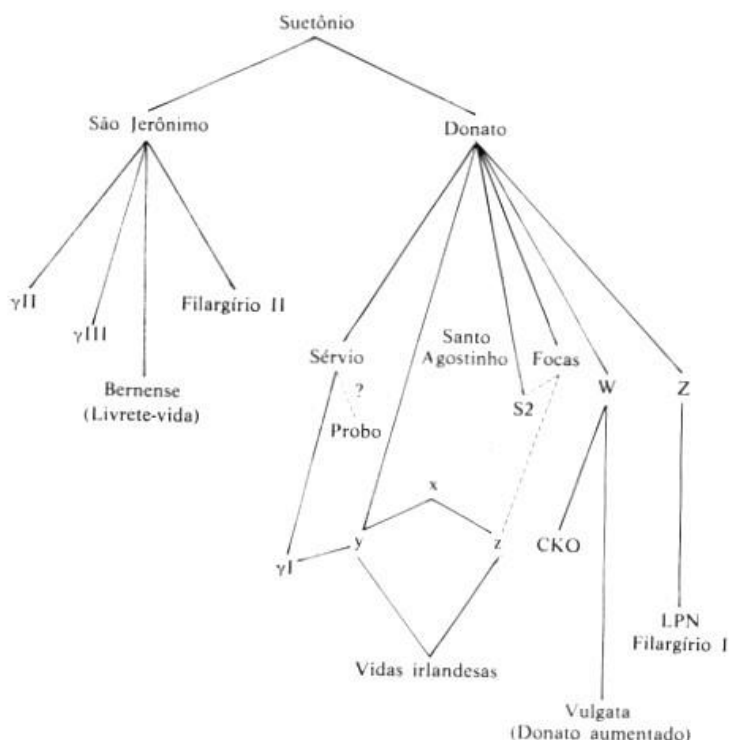 Suetônio
São Jerônimo
Donato
γII
γIII
Filargírio II
Bernense
(Livrete-vida)
Sérvio
?
Probo
Santo
Agostinho
Focas
S2
W
Z
x
y
z
γI
CKO
LPN
Filargírio I
Vidas irlandesas
Vulgata
(Donato aumentado)